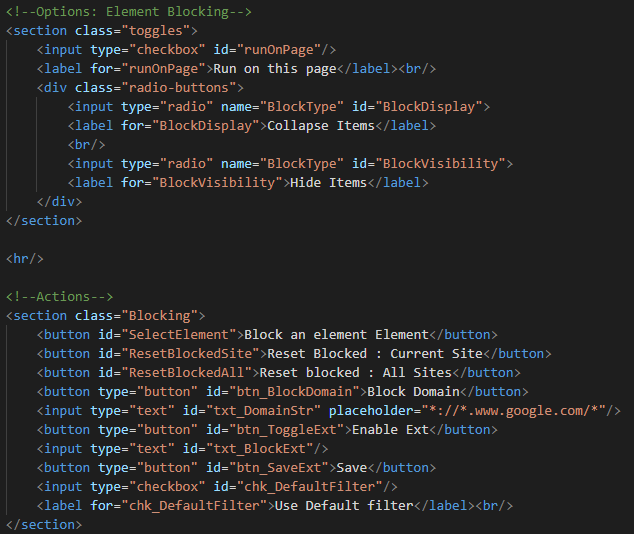 <!--Options: Element Blocking-->
<section class="toggles">
    <input type="checkbox" id="runOnPage"/>
    <label for="runOnPage">Run on this page</label><br/>
    <div class="radio-buttons">
        <input type="radio" name="BlockType" id="BlockDisplay">
        <label for="BlockDisplay">Collapse Items</label>
        <br/>
        <input type="radio" name="BlockType" id="BlockVisibility">
        <label for="BlockVisibility">Hide Items</label>
    </div>
</section>

<hr/>

<!--Actions-->
<section class="Blocking">
    <button id="SelectElement">Block an element Element</button>
    <button id="ResetBlockedSite">Reset Blocked : Current Site</button>
    <button id="ResetBlockedAll">Reset blocked : All Sites</button>
    <button type="button" id="btn_BlockDomain">Block Domain</button>
    <input type="text" id="txt_DomainStr" placeholder="*://*.www.google.com/*"/>
    <button type="button" id="btn_ToggleExt">Enable Ext</button>
    <input type="text" id="txt_BlockExt"/>
    <button type="button" id="btn_SaveExt">Save</button>
    <input type="checkbox" id="chk_DefaultFilter"/>
    <label for="chk_DefaultFilter">Use Default filter</label><br/>
</section>